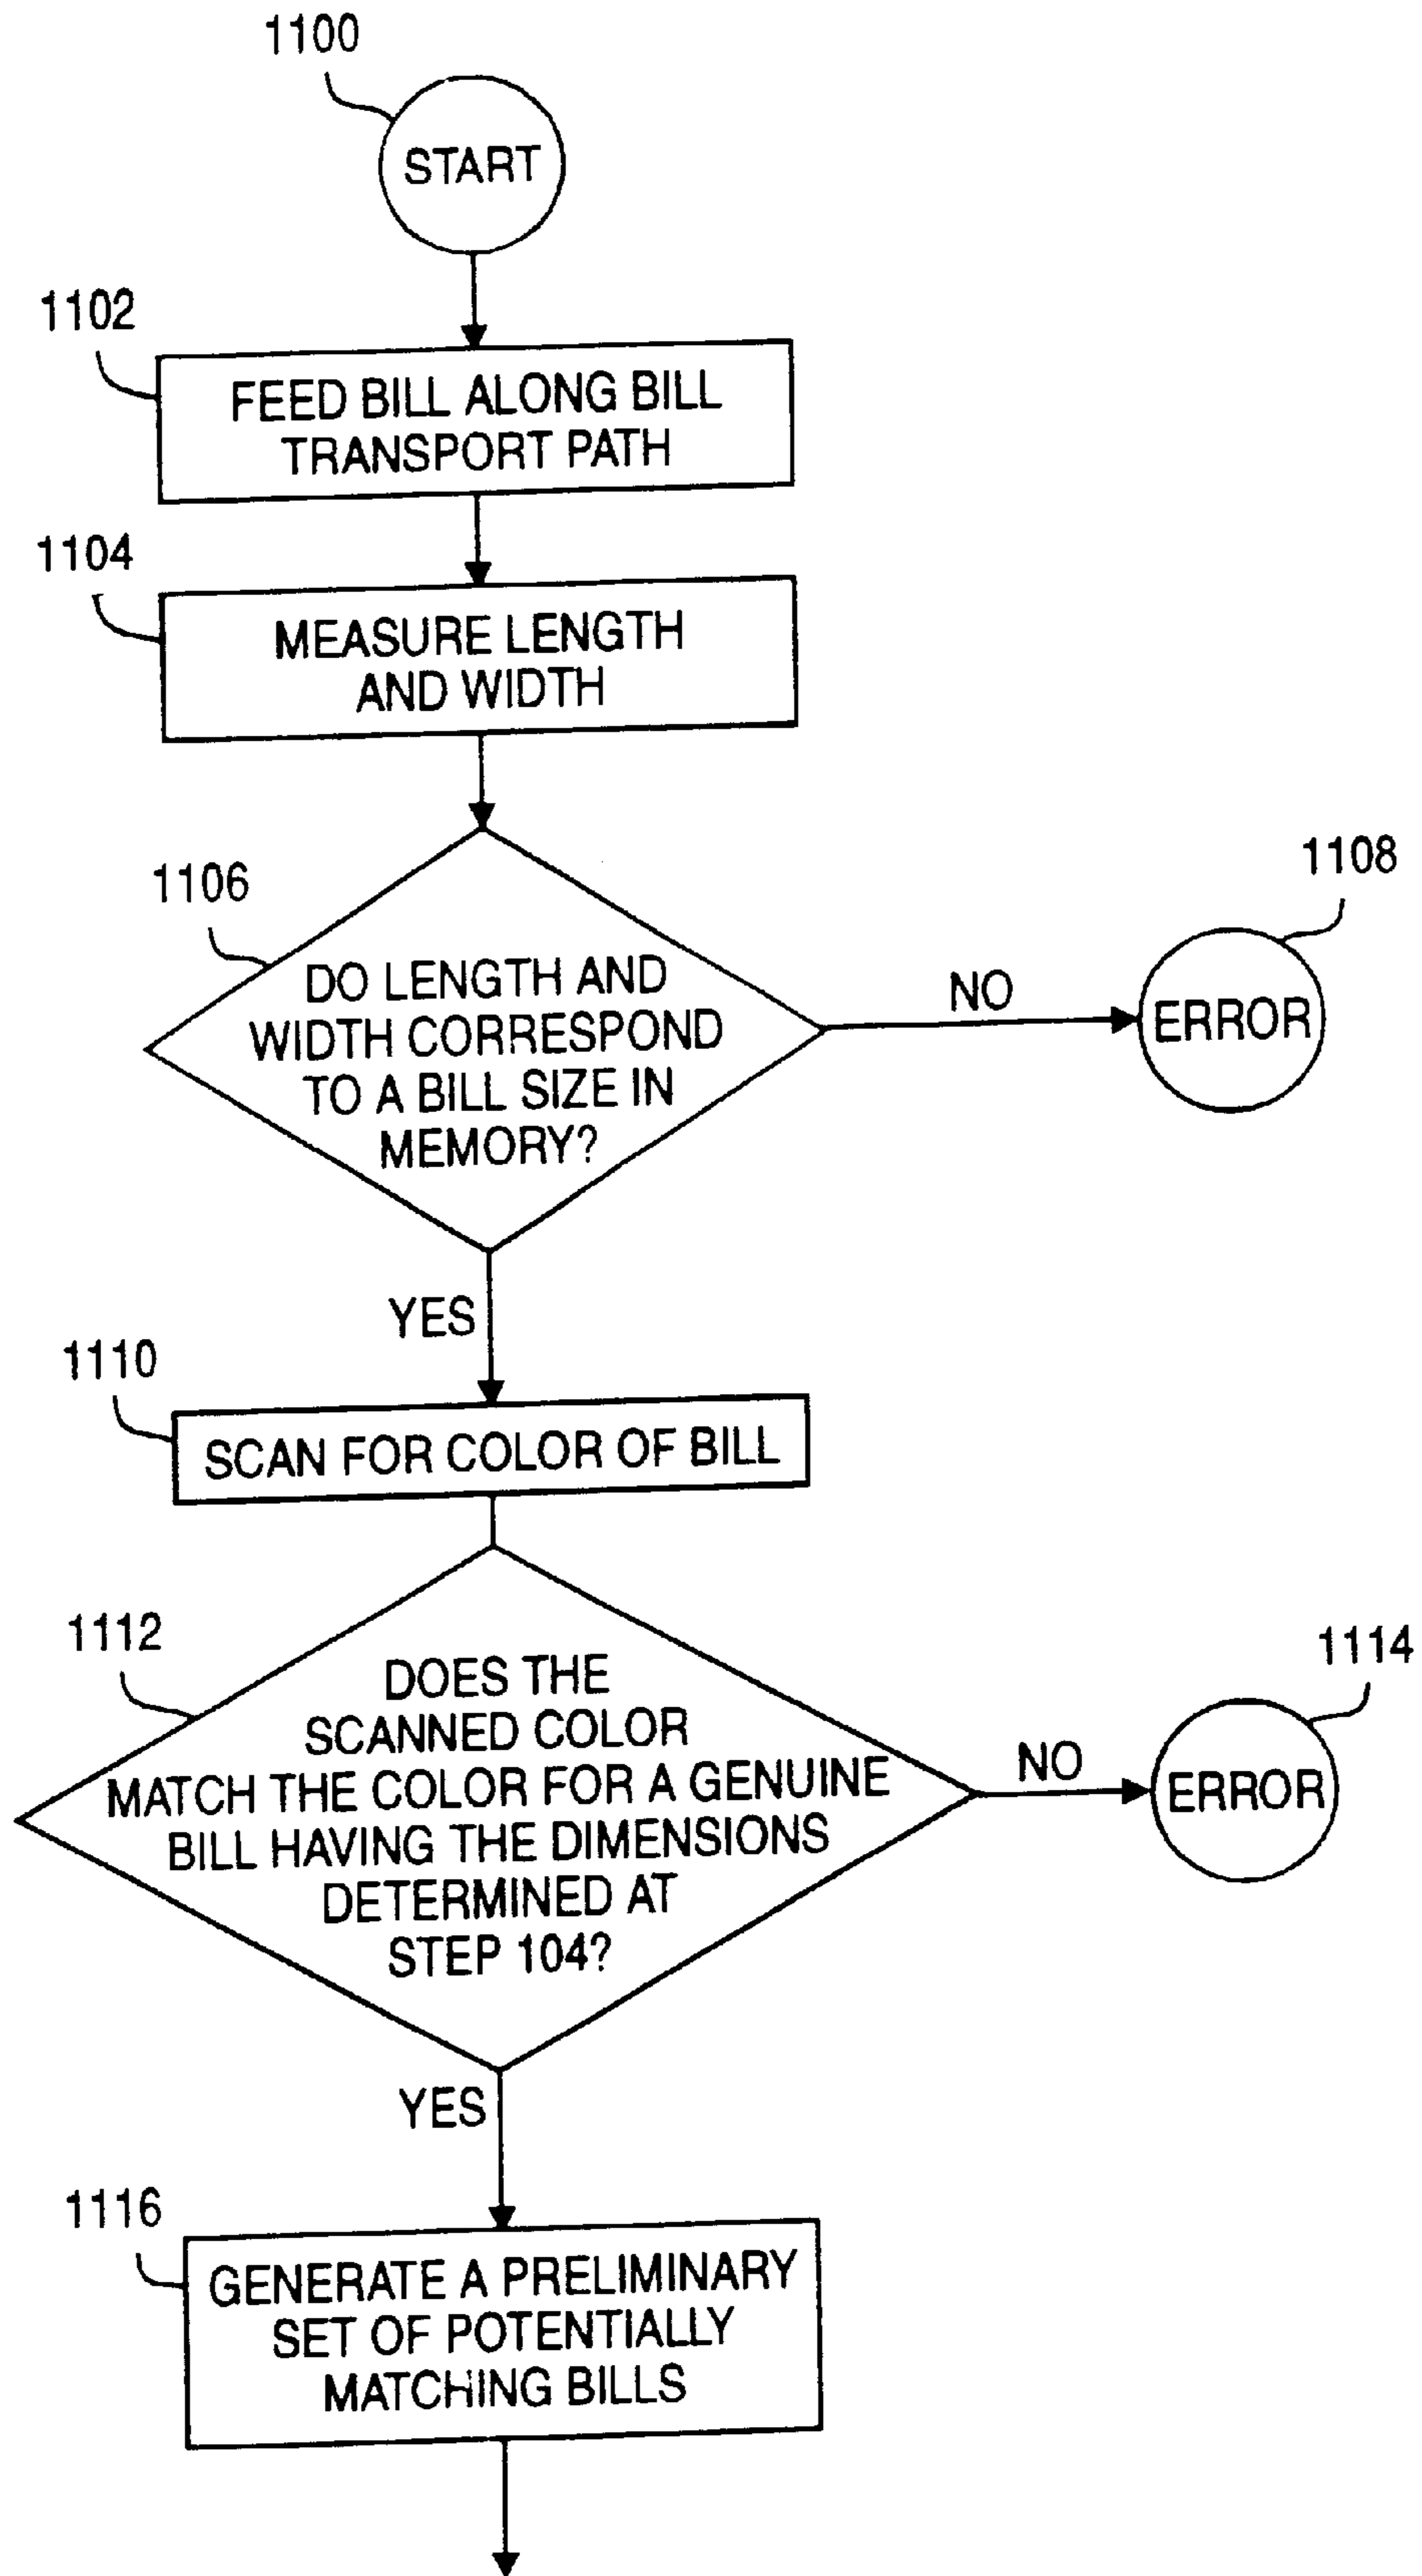 1100
START
1102
FEED BILL ALONG BILL
TRANSPORT PATH
1104
MEASURE LENGTH
AND WIDTH
1106
DO LENGTH AND
WIDTH CORRESPOND
TO A BILL SIZE IN
MEMORY?
NO
1108
ERROR
YES
1110
SCAN FOR COLOR OF BILL
1112
DOES THE
SCANNED COLOR
MATCH THE COLOR FOR A GENUINE
BILL HAVING THE DIMENSIONS
DETERMINED AT
STEP 104?
NO
1114
ERROR
YES
1116
GENERATE A PRELIMINARY
SET OF POTENTIALLY
MATCHING BILLS